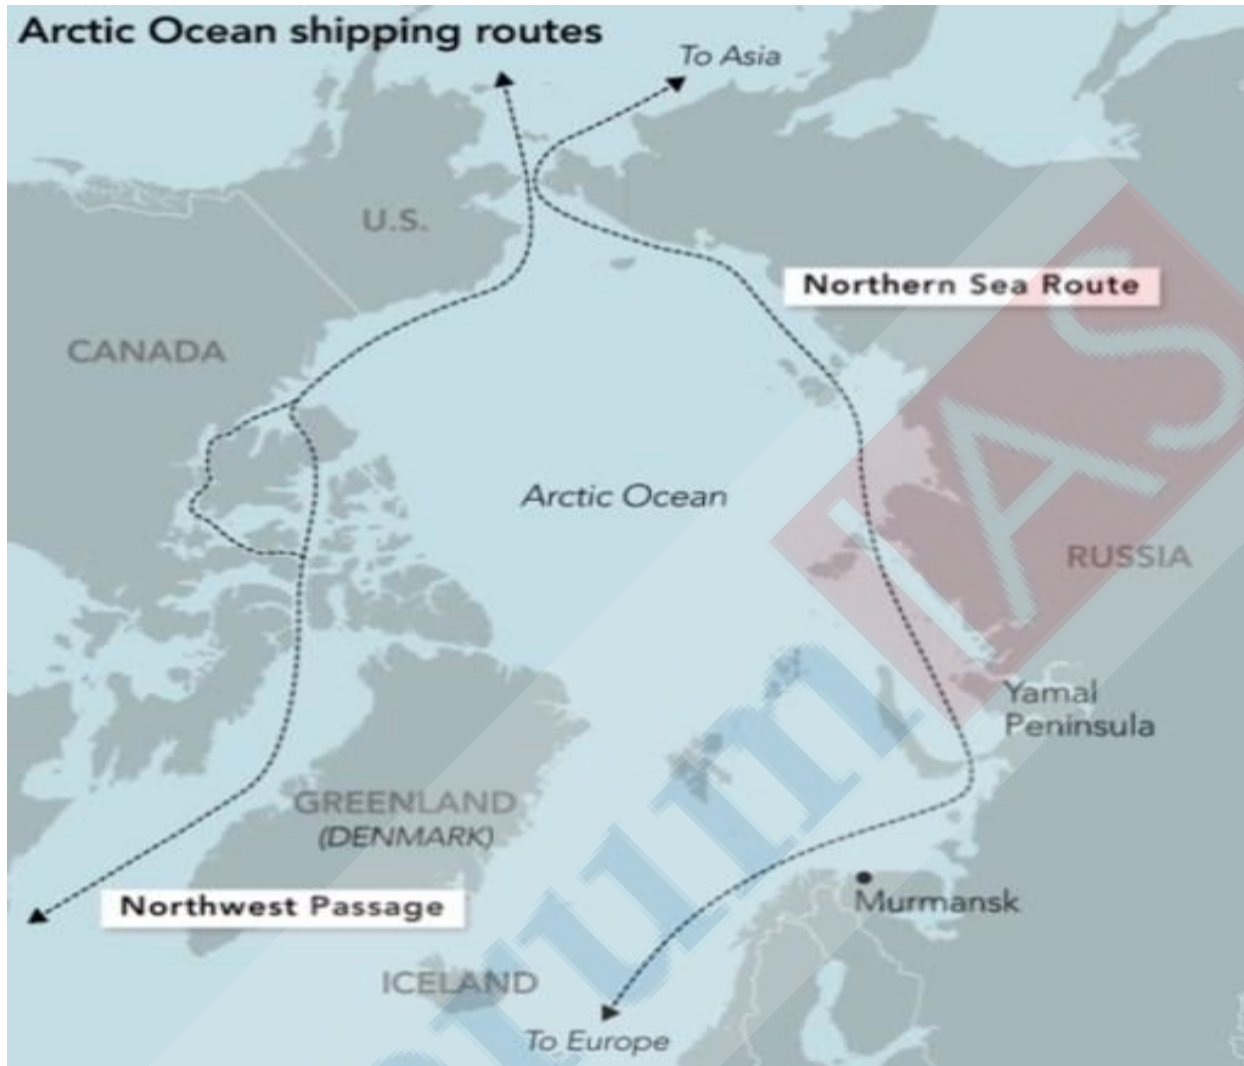 Arctic Ocean shipping routes
To Asia
U.S.
Northern Sea Route
CANADA
Arctic Ocean
RUSSIA
Yamal
Peninsula
GREENLAND
(DENMARK)
Murmansk
Northwest Passage
ICELAND
To Europe
rumIAS